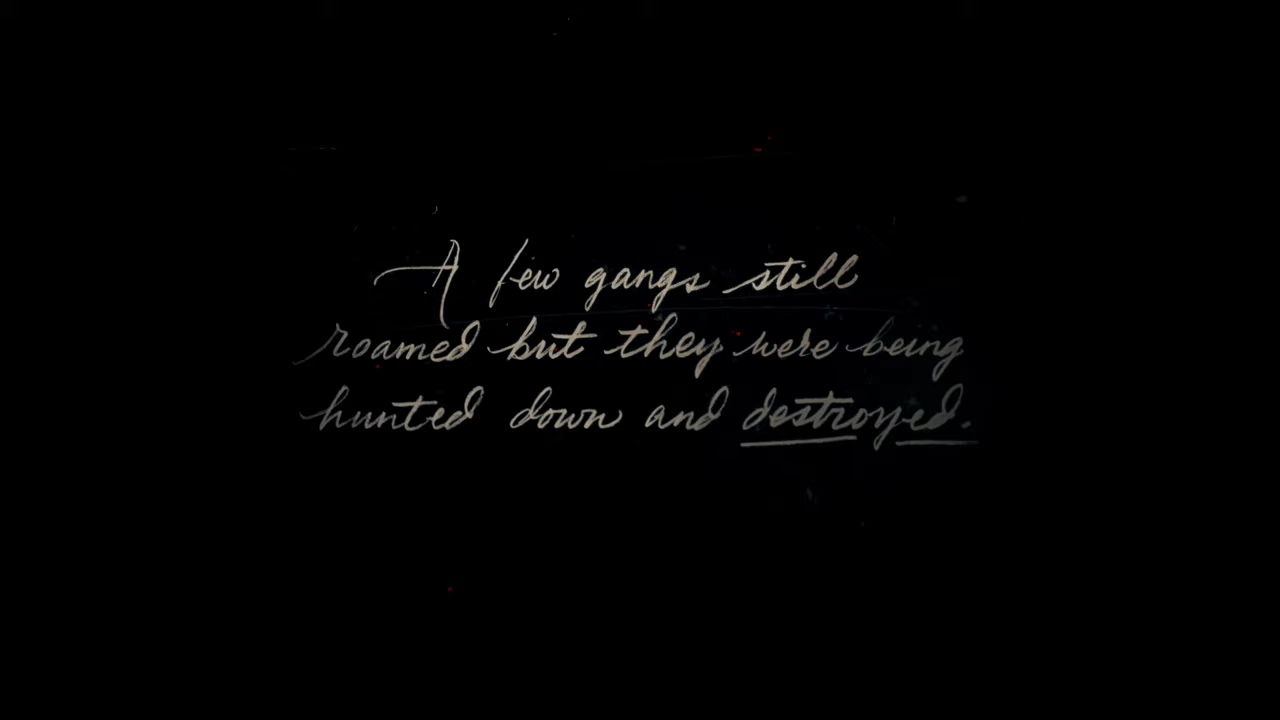 A few gangs still
roamed but they were being
hunted down and destroyed.